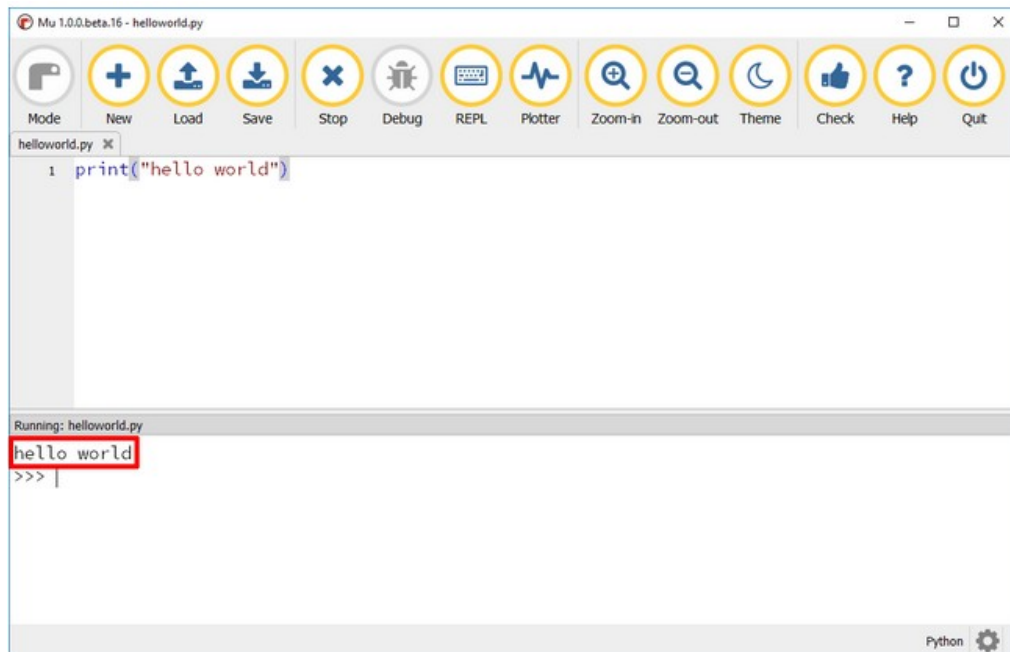 Mu 1.0.0.beta.16 - helloworld.py
Mode New Load Save Stop Debug REPL Plotter Zoom-in Zoom-out Theme Check Help Quit
helloworld.py
1 print("hello world")
Running: helloworld.py
hello world
>>>
Python